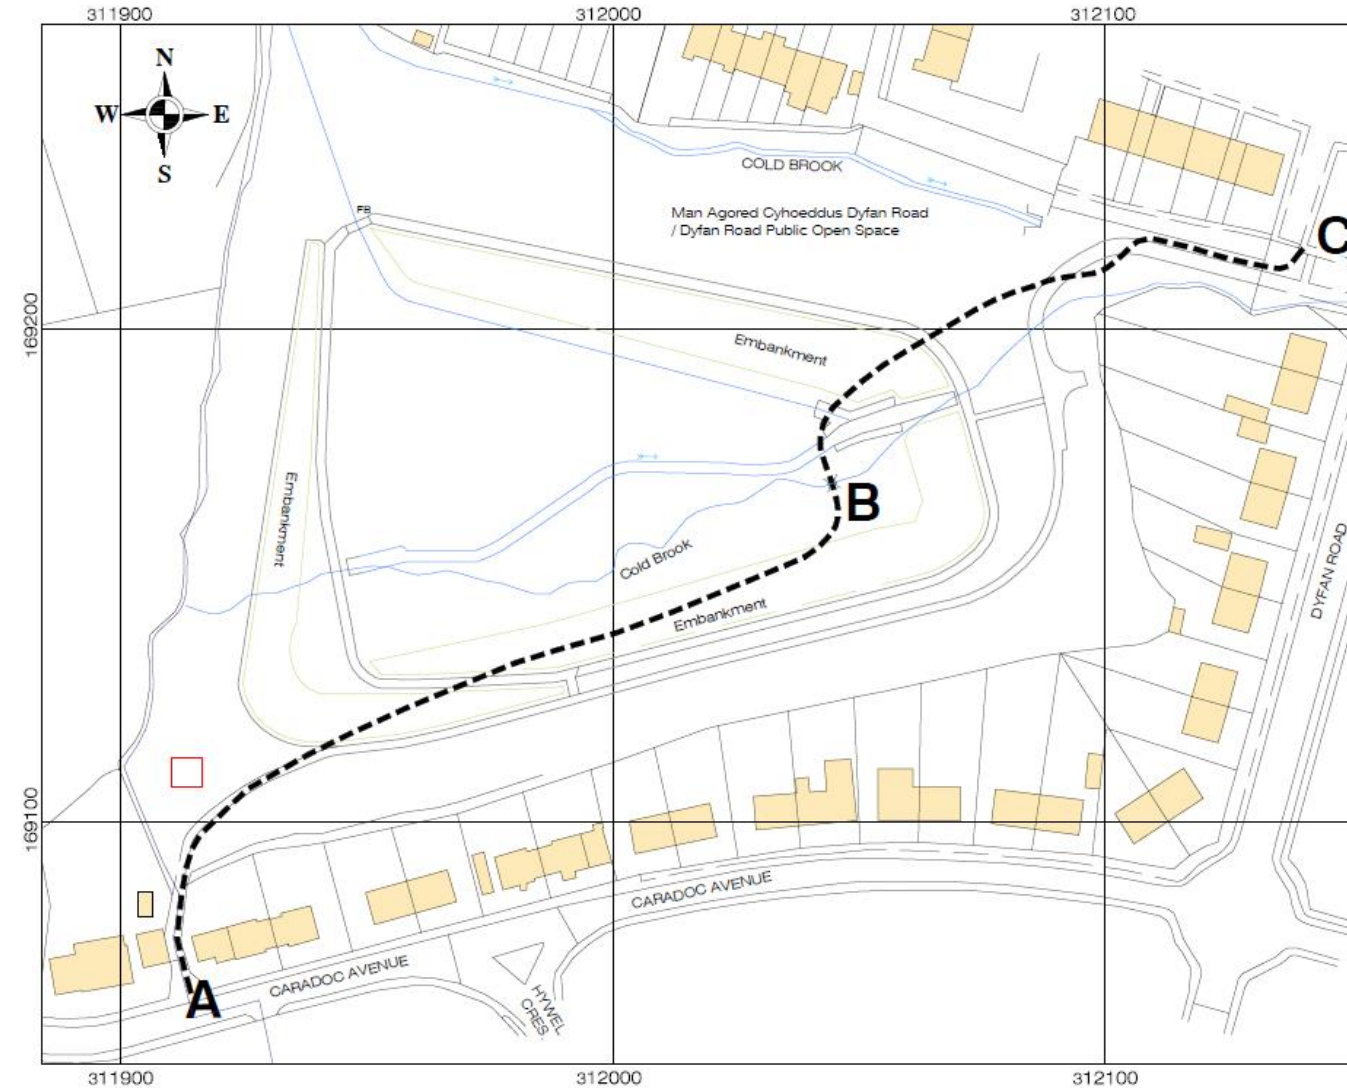 311900
312000
312100
N
W
E
S
COLD BROOK
FB
Man Agored Cyhoeddus Dyfan Road
/ Dyfan Road Public Open Space
C
169200
Embankment
Embankment
B
Cold Brook
Embankment
DYFAN ROAD
169100
CARADOC AVENUE
A
CARADOC AVENUE
HYWEL
CRES
311900
312000
312100